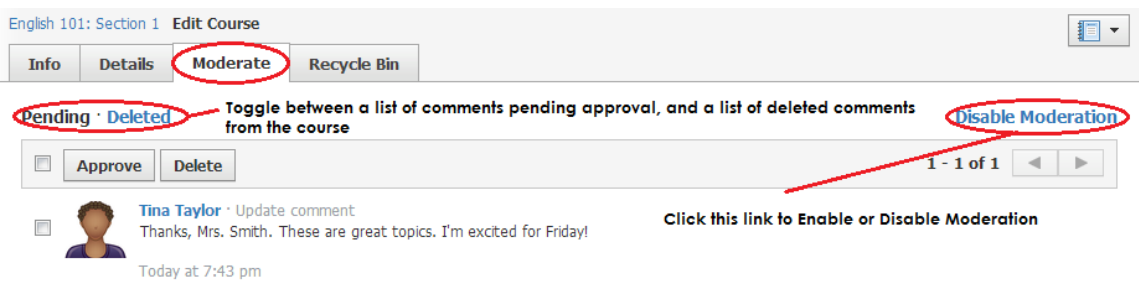 English 101: Section 1 Edit Course
Info Details Moderate Recycle Bin
Pending · Deleted
Toggle between a list of comments pending approval, and a list of deleted comments
from the course
Disable Moderation
Approve Delete 1 - 1 of 1
Tina Taylor · Update comment
Thanks, Mrs. Smith. These are great topics. I'm excited for Friday!
Click this link to Enable or Disable Moderation
Today at 7:43 pm